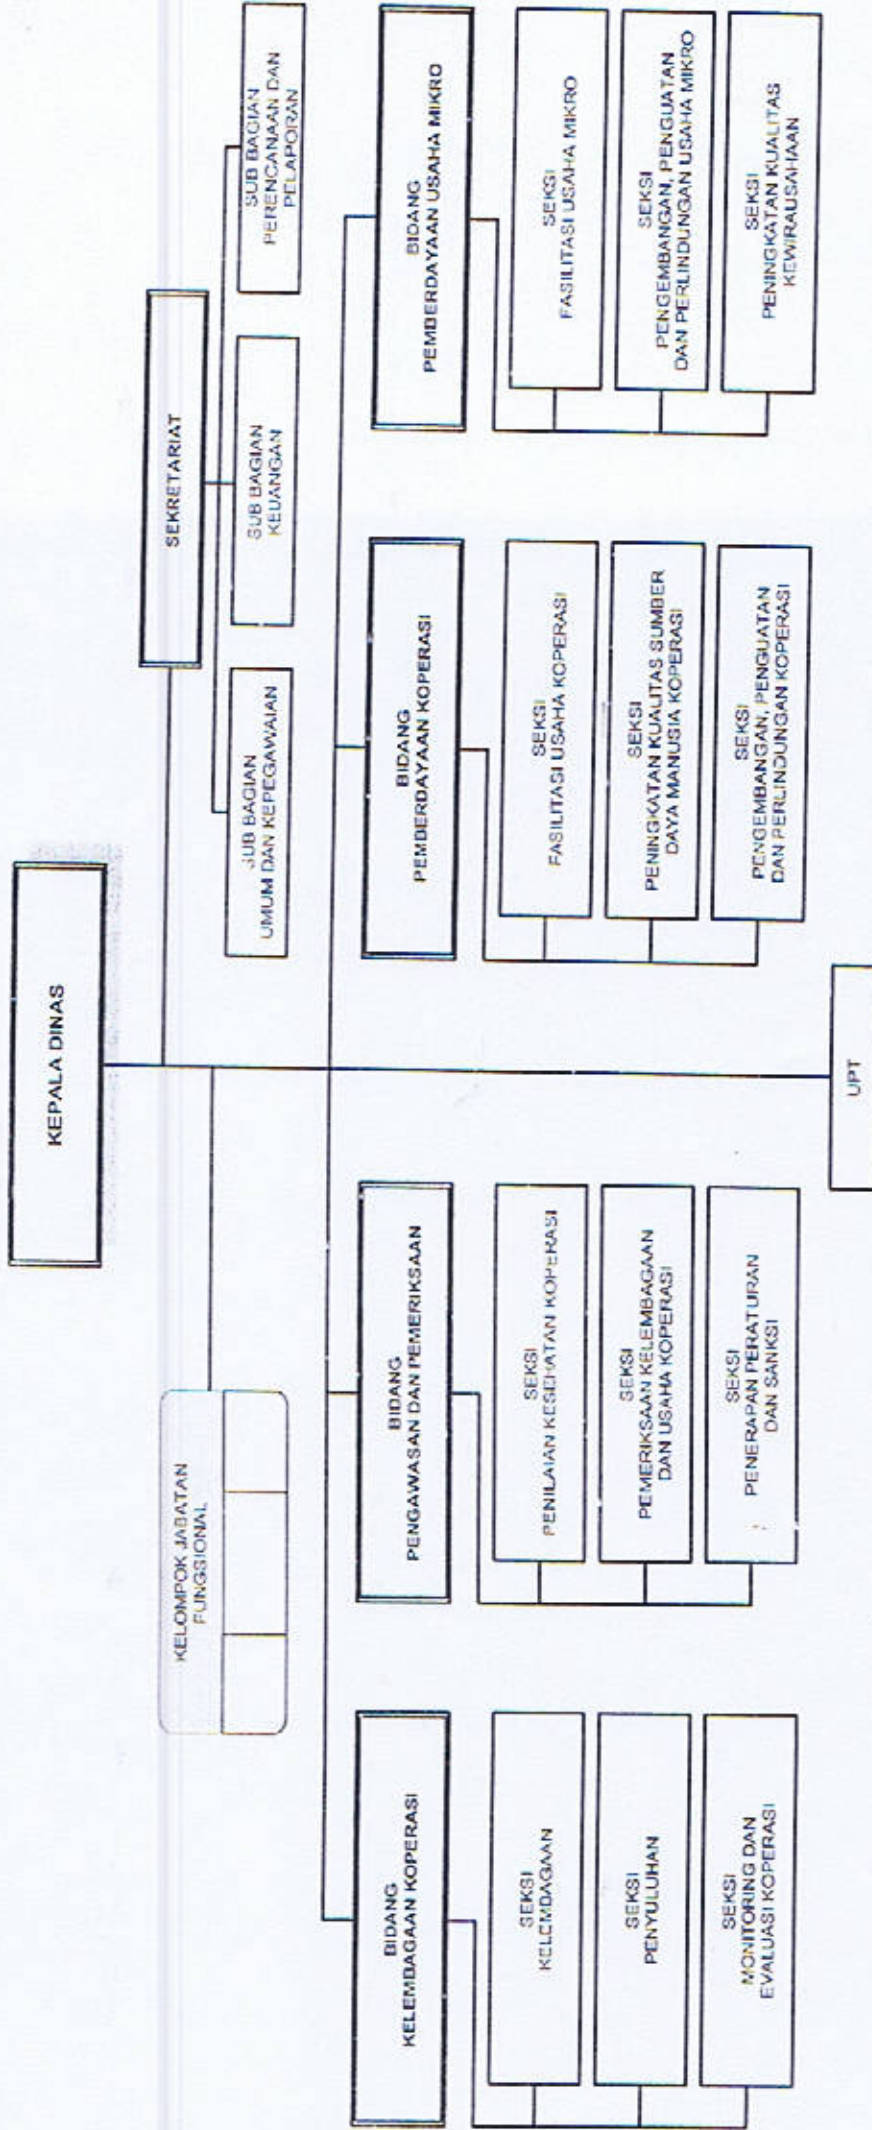 KEPALA DINAS
SEKRETARIAT
KELOMPOK JABATAN
FUNGSIONAL
SUB BAGIAN
UMUM DAN KEPEGAWAIAN
SUB BAGIAN
KEUANGAN
SUB BAGIAN
PERENCANAAN DAN
PELAPORAN
BIDANG
KELEMBAGAAN KOPERASI
SEKSI
KELEMBAGAAN
SEKSI
PENYULUHAN
SEKSI
MONITORING DAN
EVALUASI KOPERASI
BIDANG
PENGAWASAN DAN PEMERIKSAAN
SEKSI
PENILAIAN KESEHATAN KOPERASI
SEKSI
PEMERIKSAAN KELEMBAGAAN
DAN USAHA KOPERASI
SEKSI
PENERAPAN PERATURAN
DAN SANKSI
BIDANG
PEMBERDAYAAN KOPERASI
SEKSI
FASILITASI USAHA KOPERASI
SEKSI
PENINGKATAN KUALITAS SUMBER
DAYA MANUSIA KOPERASI
SEKSI
PENGEMBANGAN, PENGUATAN
DAN PERLINDUNGAN KOPERASI
BIDANG
PEMBERDAYAAN USAHA MIKRO
SEKSI
FASILITASI USAHA MIKRO
SEKSI
PENGEMBANGAN, PENGUATAN
DAN PERLINDUNGAN USAHA MIKRO
SEKSI
PENINGKATAN KUALITAS
KEWIRAUSAHAAN
UPT